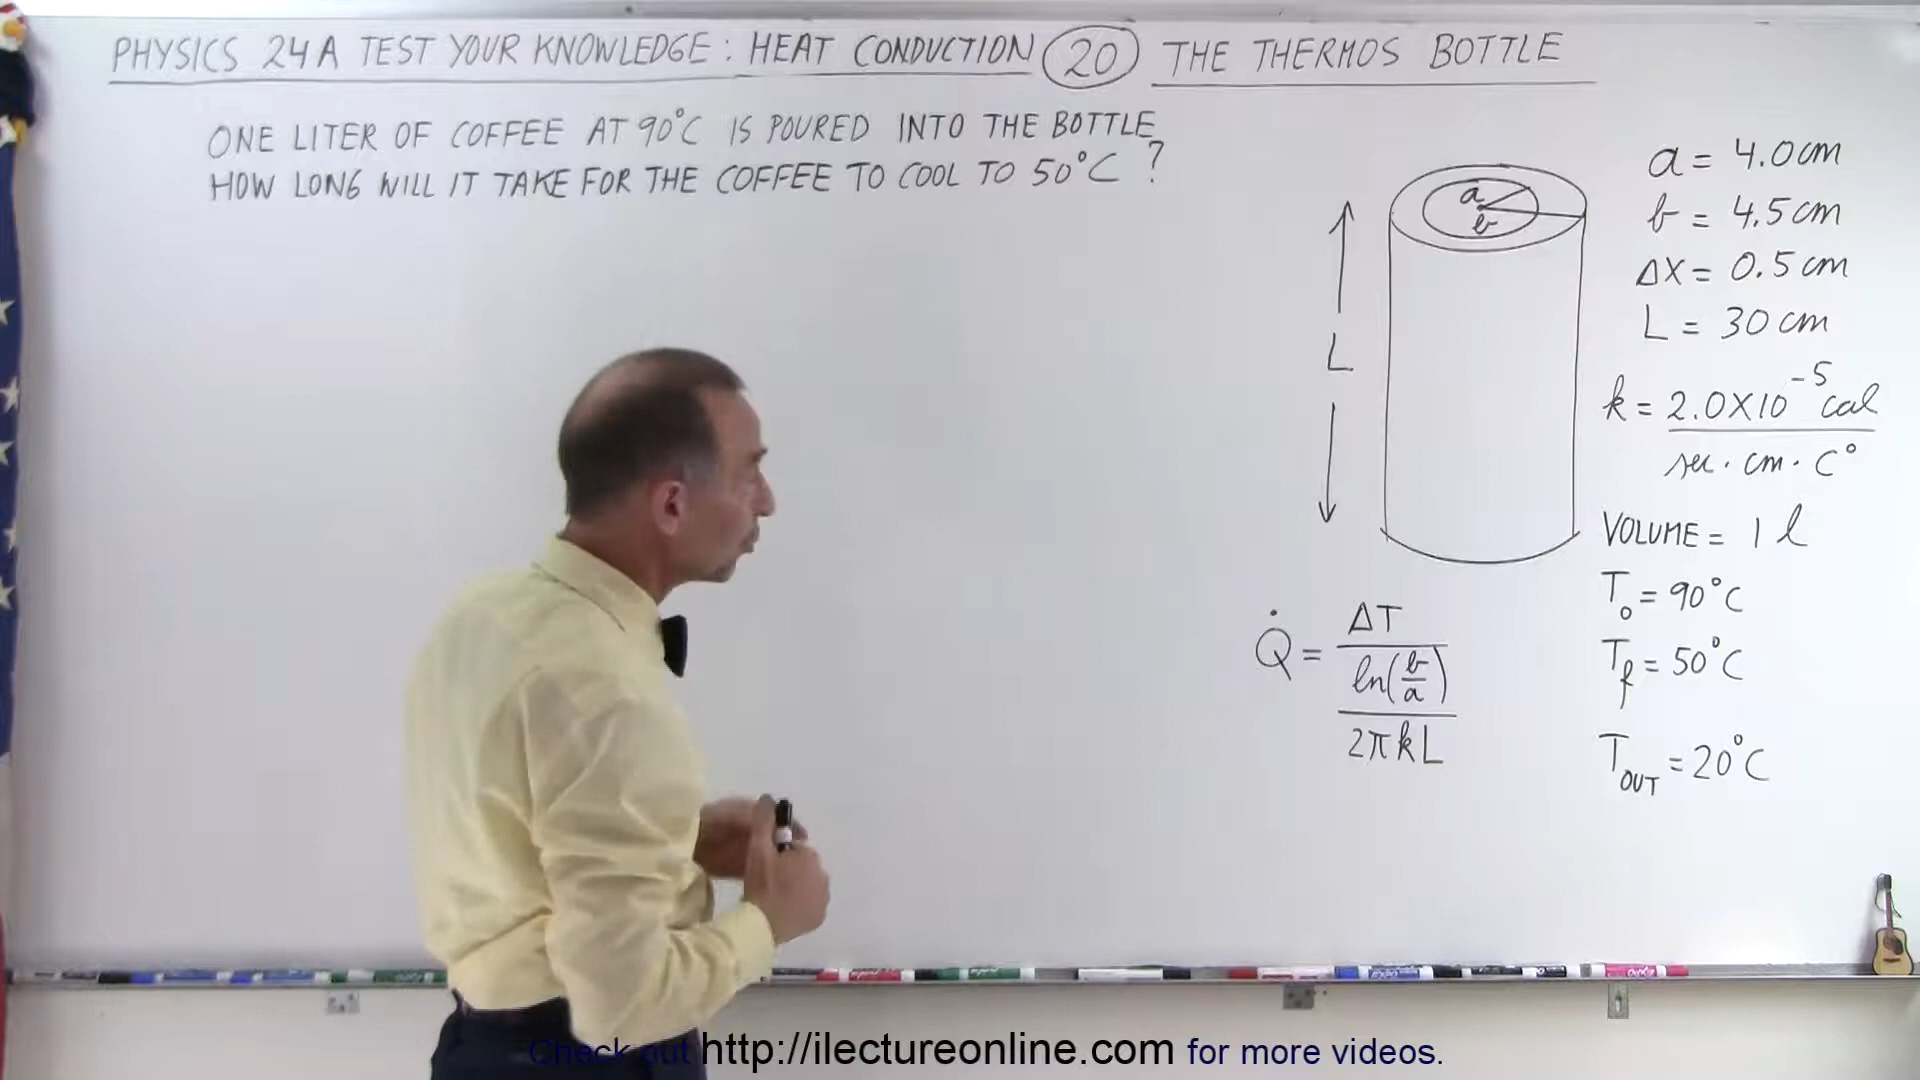 PHYSICS 24A TEST YOUR KNOWLEDGE: HEAT CONDUCTION 20 THE THERMOS BOTTLE
ONE LITER OF COFFEE AT 90°C IS POURED INTO THE BOTTLE
HOW LONG WILL IT TAKE FOR THE COFFEE TO COOL TO 50°C ?
a
b
L
a = 4.0 cm
b = 4.5 cm
ΔX = 0.5 cm
L = 30 cm
k = 2.0X10⁻⁵ cal
sec · cm · C°
VOLUME = 1 l
T₀ = 90°C
T_f = 50°C
T_OUT = 20°C
Q̇ = ΔT
ln(b/a)
2πkL
Check out http://ilectureonline.com for more videos.